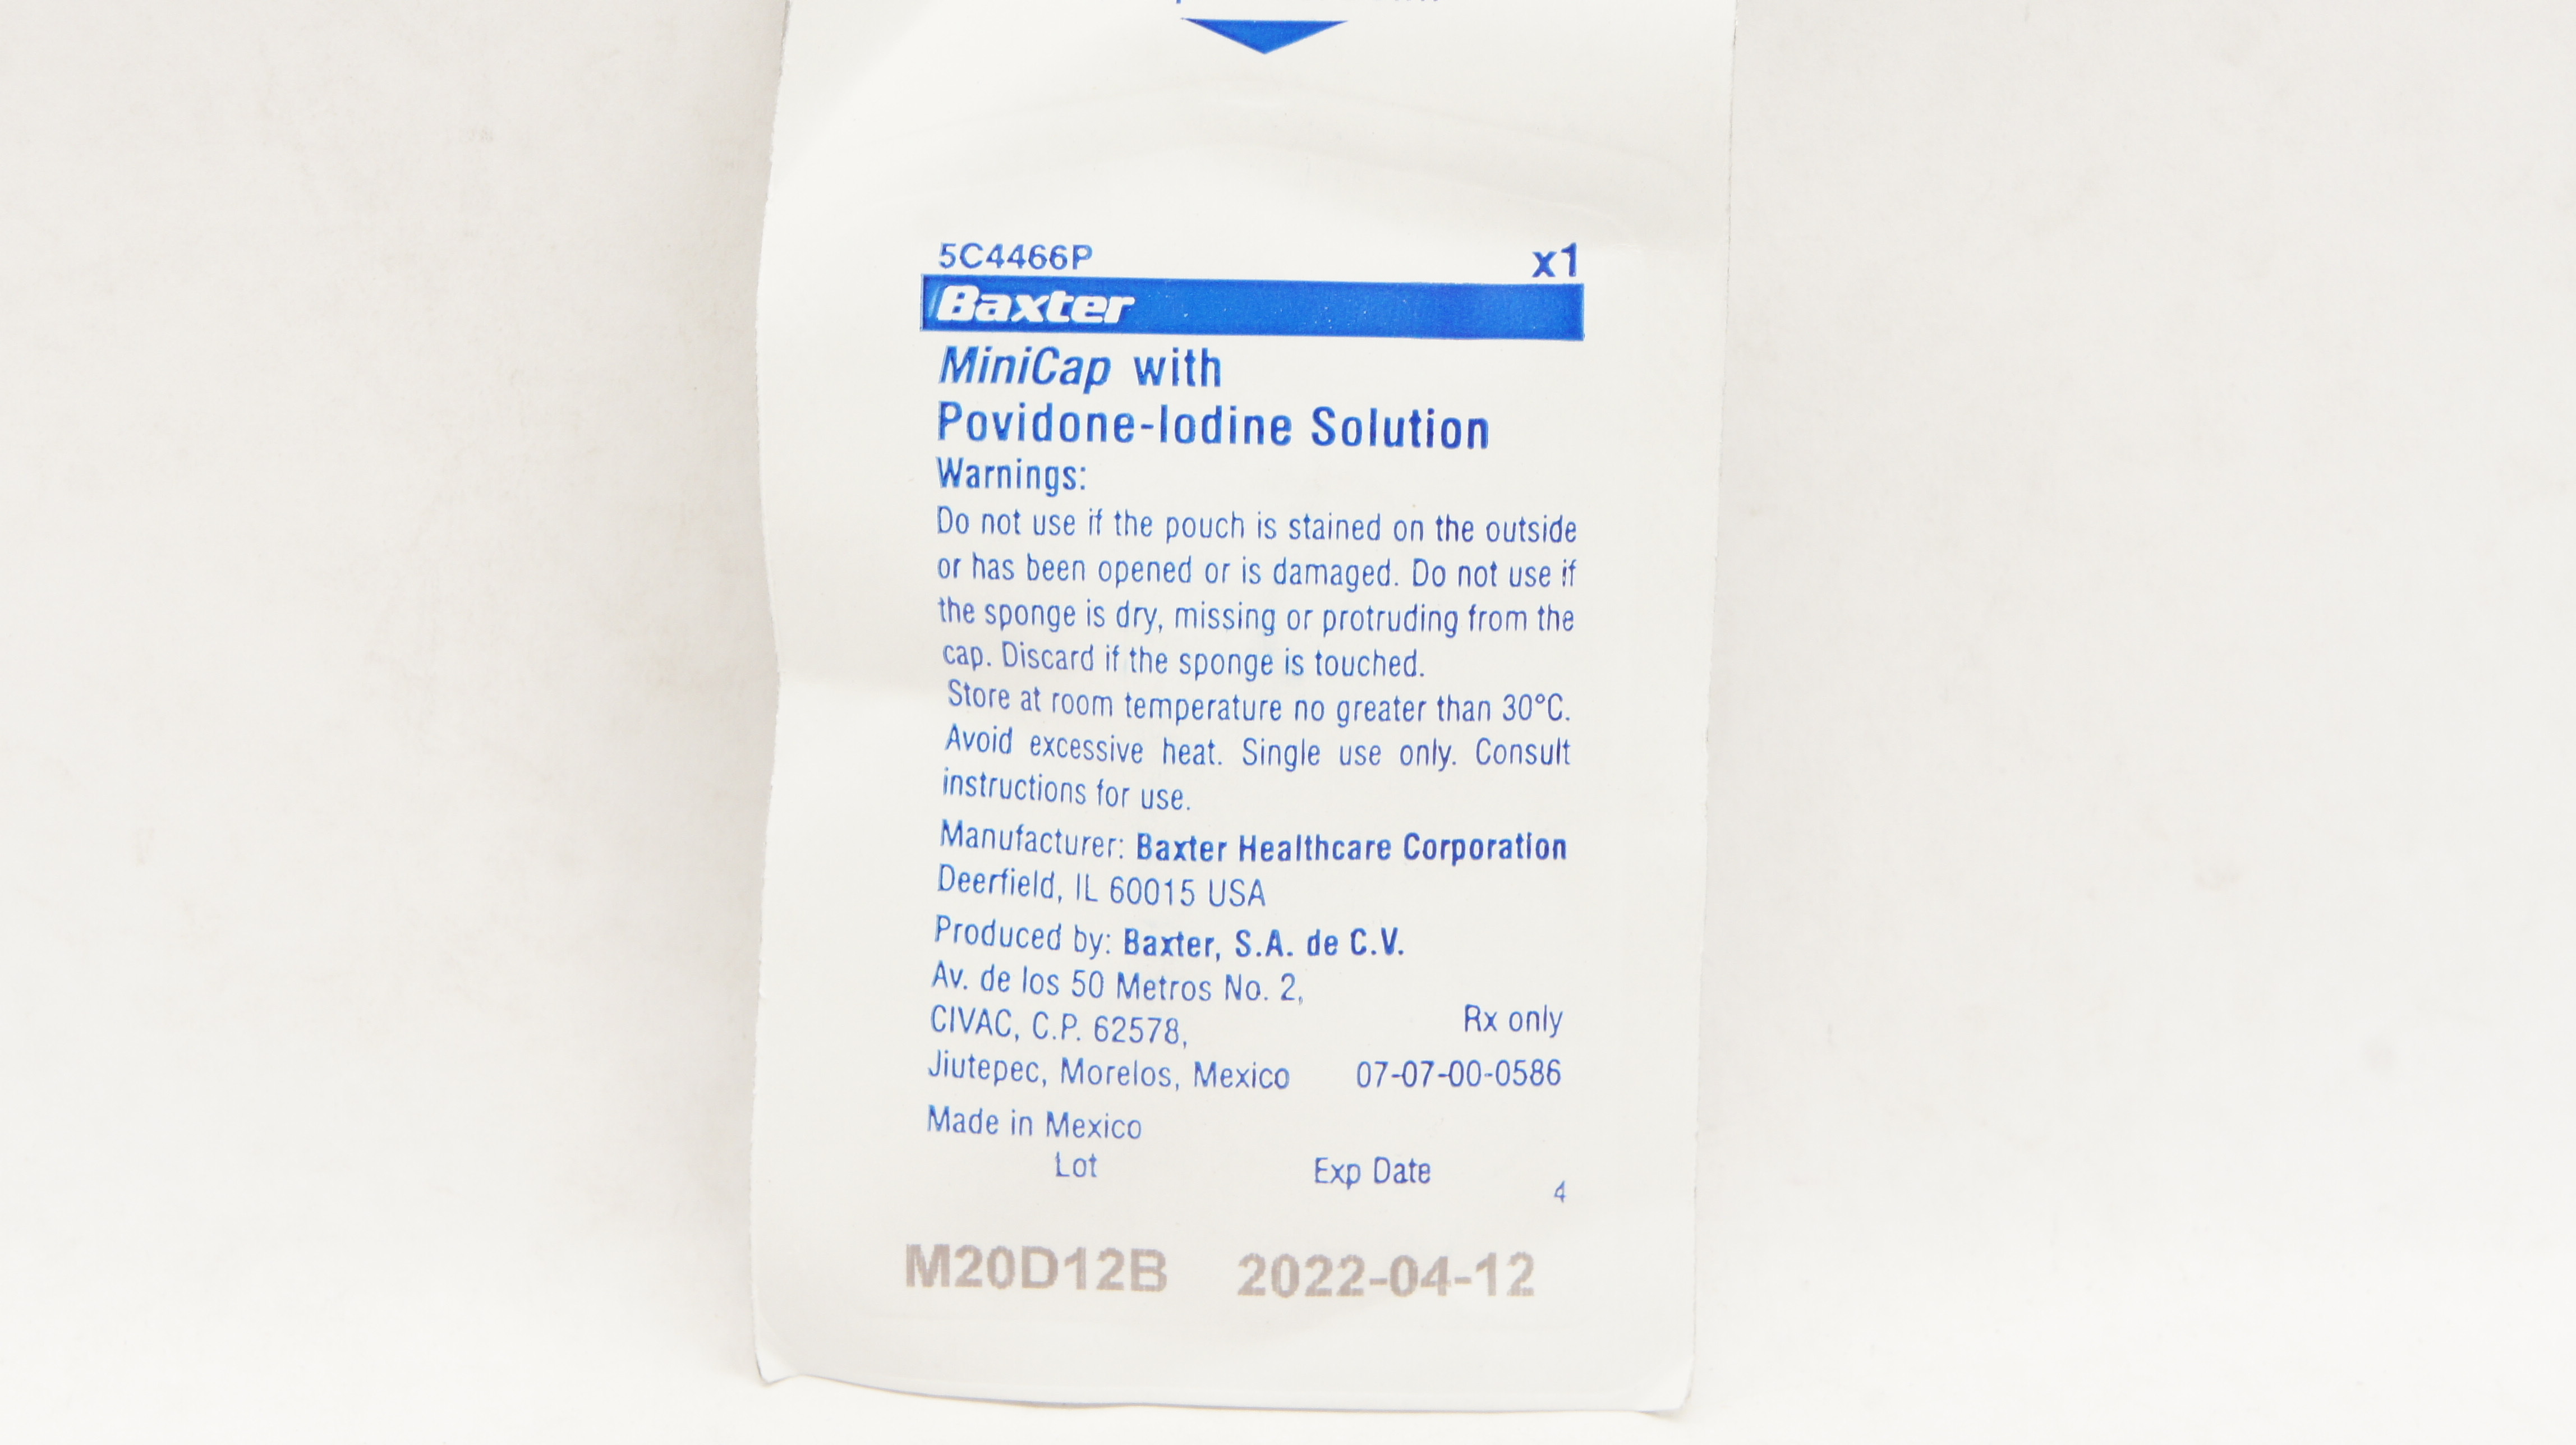 5C4466P x1
Baxter
MiniCap with
Povidone-Iodine Solution
Warnings:
Do not use if the pouch is stained on the outside
or has been opened or is damaged. Do not use if
the sponge is dry, missing or protruding from the
cap. Discard if the sponge is touched.
Store at room temperature no greater than 30°C.
Avoid excessive heat. Single use only. Consult
instructions for use.
Manufacturer: Baxter Healthcare Corporation
Deerfield, IL 60015 USA
Produced by: Baxter, S.A. de C.V.
Av. de los 50 Metros No. 2,
CIVAC, C.P. 62578, Rx only
Jiutepec, Morelos, Mexico 07-07-00-0586
Made in Mexico
Lot Exp Date 4
M20D12B 2022-04-12